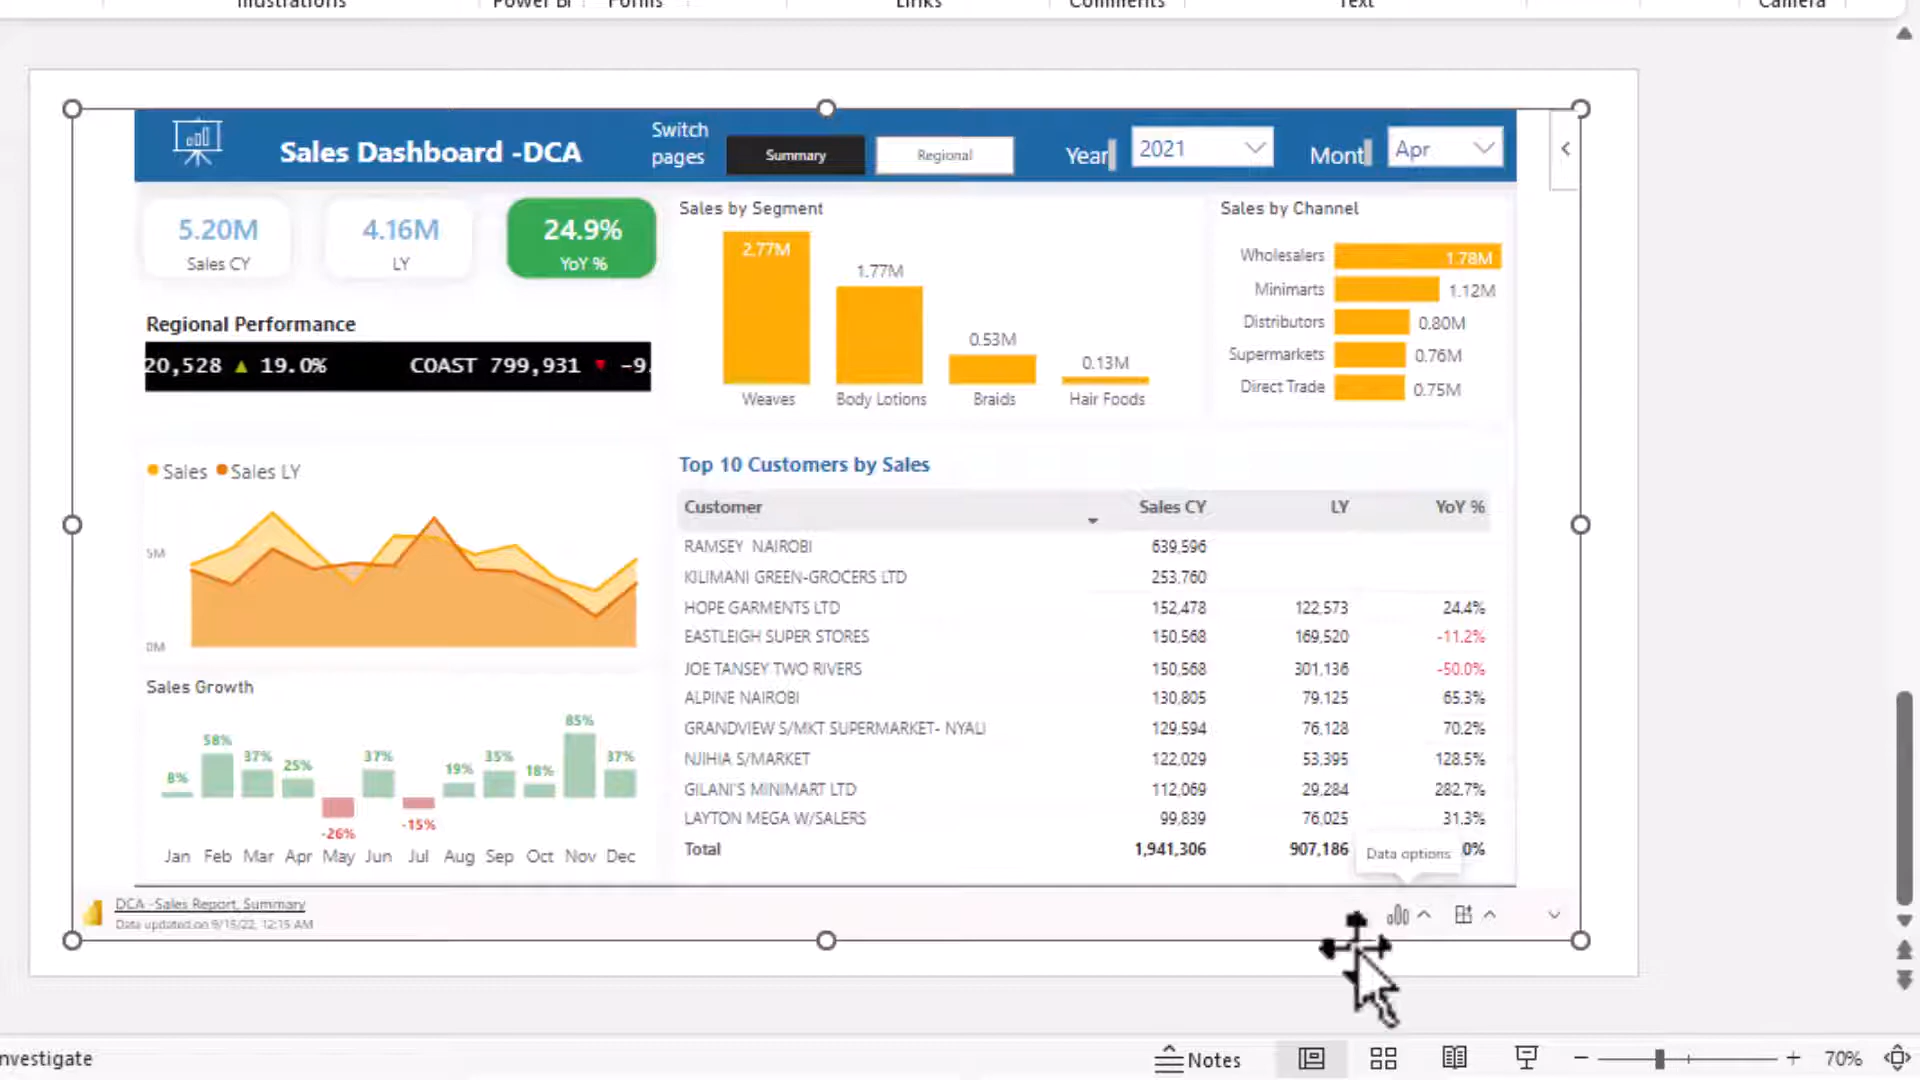 Illustrations
Power BI
Forms
Links
Comments
Text
Camera
Sales Dashboard -DCA
Switch
pages
Summary
Regional
Year
2021
Mont
Apr
5.20M
Sales CY
4.16M
LY
24.9%
YoY %
Regional Performance
20,528 ▲ 19.0% COAST 799,931 ▼ -9.
Sales by Segment
2.77M
1.77M
0.53M
0.13M
Weaves Body Lotions Braids Hair Foods
Sales by Channel
Wholesalers 1.78M
Minimarts 1.12M
Distributors 0.80M
Supermarkets 0.76M
Direct Trade 0.75M
Sales Sales LY
5M
0M
Sales Growth
8% 58% 37% 25% -26% 37% -15% 19% 35% 18% 85% 37%
Jan Feb Mar Apr May Jun Jul Aug Sep Oct Nov Dec
Top 10 Customers by Sales
Customer Sales CY LY YoY %
RAMSEY NAIROBI 639,596
KILIMANI GREEN-GROCERS LTD 253,760
HOPE GARMENTS LTD 152,478 122,573 24.4%
EASTLEIGH SUPER STORES 150,568 169,520 -11.2%
JOE TANSEY TWO RIVERS 150,568 301,136 -50.0%
ALPINE NAIROBI 130,805 79,125 65.3%
GRANDVIEW S/MKT SUPERMARKET- NYALI 129,594 76,128 70.2%
NJIHIA S/MARKET 122,029 53,395 128.5%
GILANI'S MINIMART LTD 112,069 29,284 282.7%
LAYTON MEGA W/SALERS 99,839 76,025 31.3%
Total 1,941,306 907,186 0%
Data options
DCA -Sales Report, Summary
Data updated on 9/15/22, 12:15 AM
nvestigate
Notes
70%